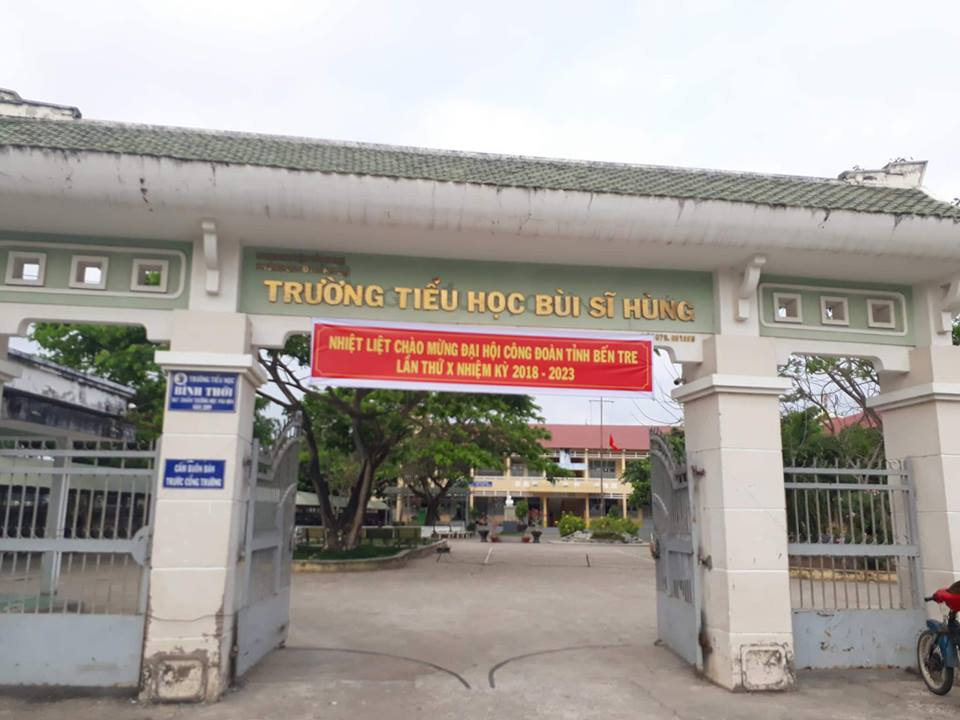 TRƯỜNG TIỂU HỌC BÙI SĨ HÙNG
NHIỆT LIỆT CHÀO MỪNG ĐẠI HỘI CÔNG ĐOÀN TỈNH BẾN TRE
LẦN THỨ X NHIỆM KỲ 2018 - 2023
TRƯỜNG TIỂU HỌC
BÌNH THỚI
CẤM BUÔN BÁN
TRƯỚC CỔNG TRƯỜNG